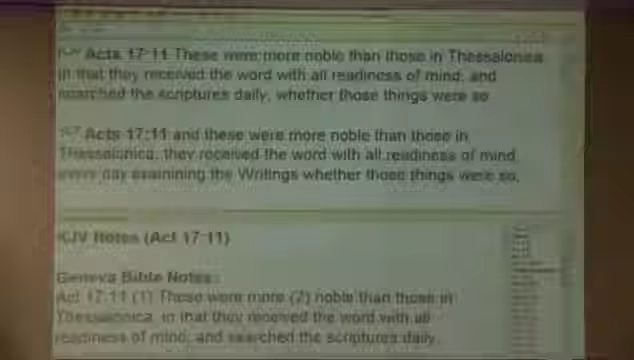 KJV Acts 17:11 These were more noble than those in Thessalonica
in that they received the word with all readiness of mind, and
searched the scriptures daily, whether those things were so
Acts 17:11 and these were more noble than those in
Thessalonica, they received the word with all readiness of mind
every day examining the Writings whether those things were so,
KJV Notes (Act 17:11)
Geneva Bible Notes:
Act 17:11 (1) These were more (2) noble than those in
Thessalonica, in that they received the word with all
readiness of mind, and searched the scriptures daily,